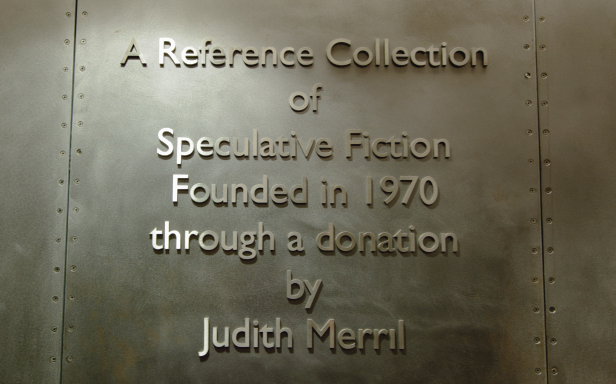 A Reference Collection
of
Speculative Fiction
Founded in 1970
through a donation
by
Judith Merril